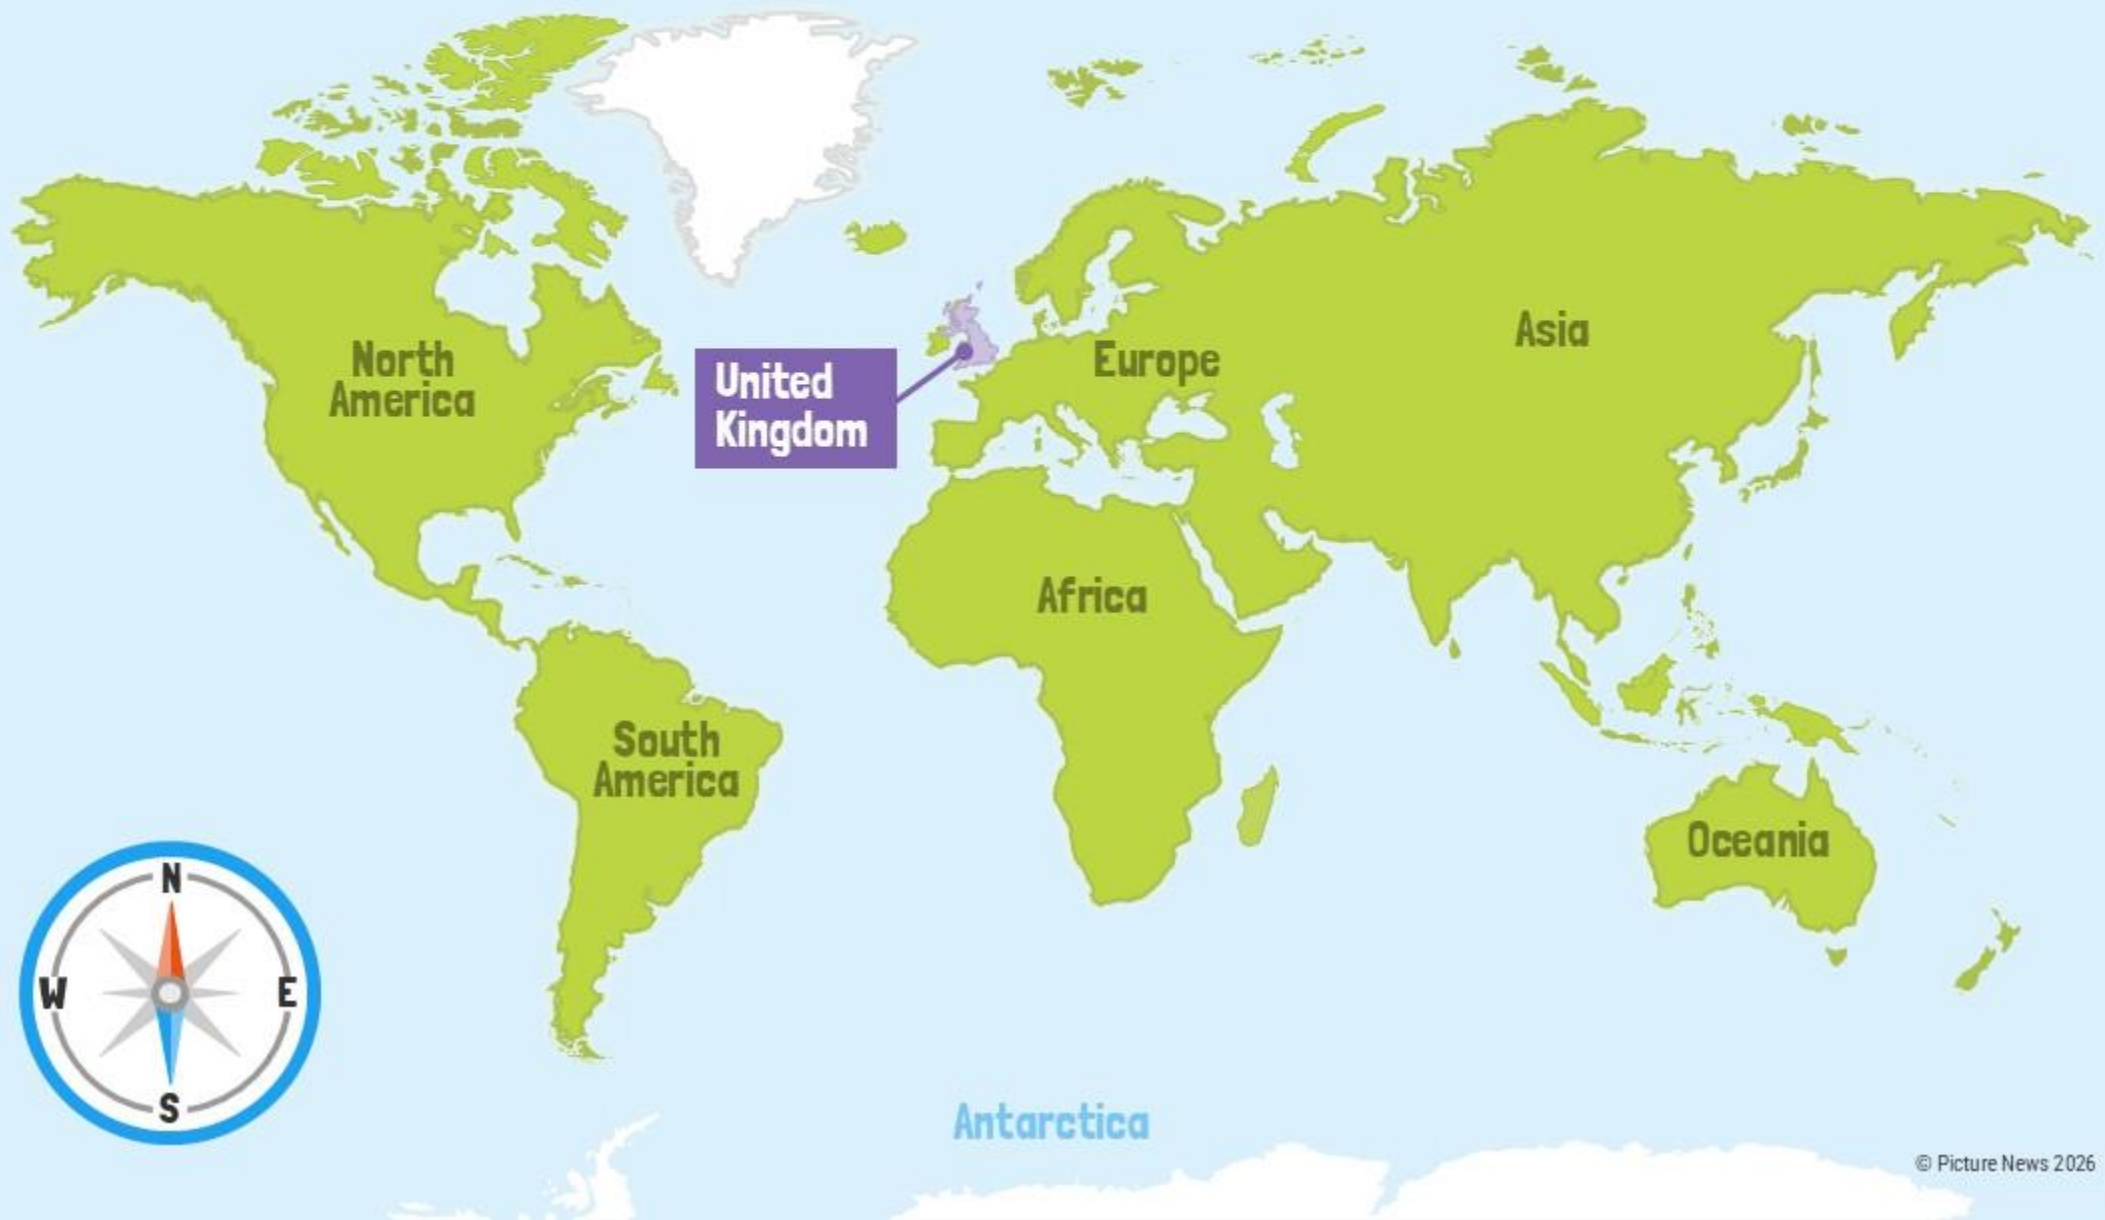 North
America
United
Kingdom
Europe
Asia
Africa
South
America
Oceania
N
W
E
S
Antarctica
© Picture News 2026